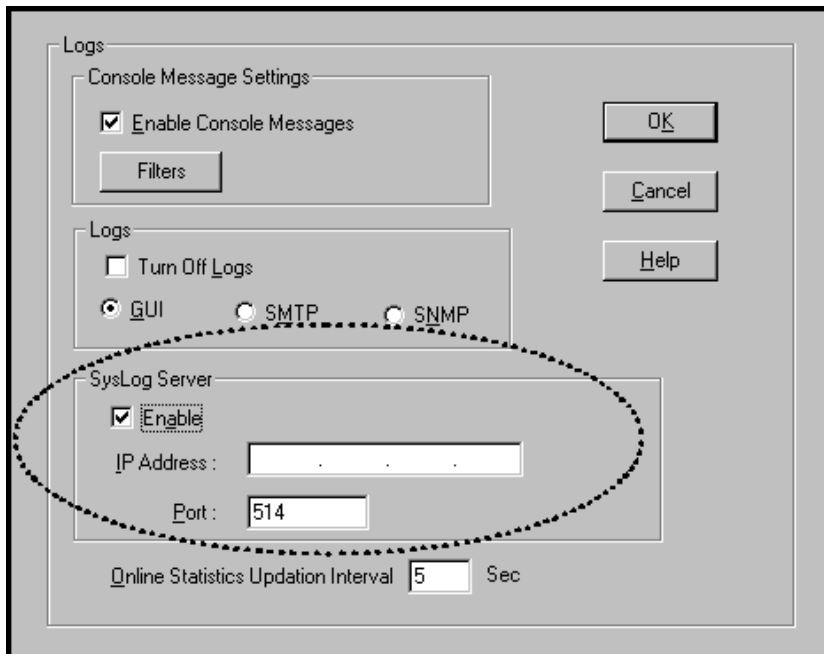 Logs
Console Message Settings
Enable Console Messages
Filters
OK
Cancel
Help
Logs
Turn Off Logs
GUI SMTP SNMP
SysLog Server
Enable
IP Address : . . .
Port : 514
Online Statistics Updation Interval 5 Sec